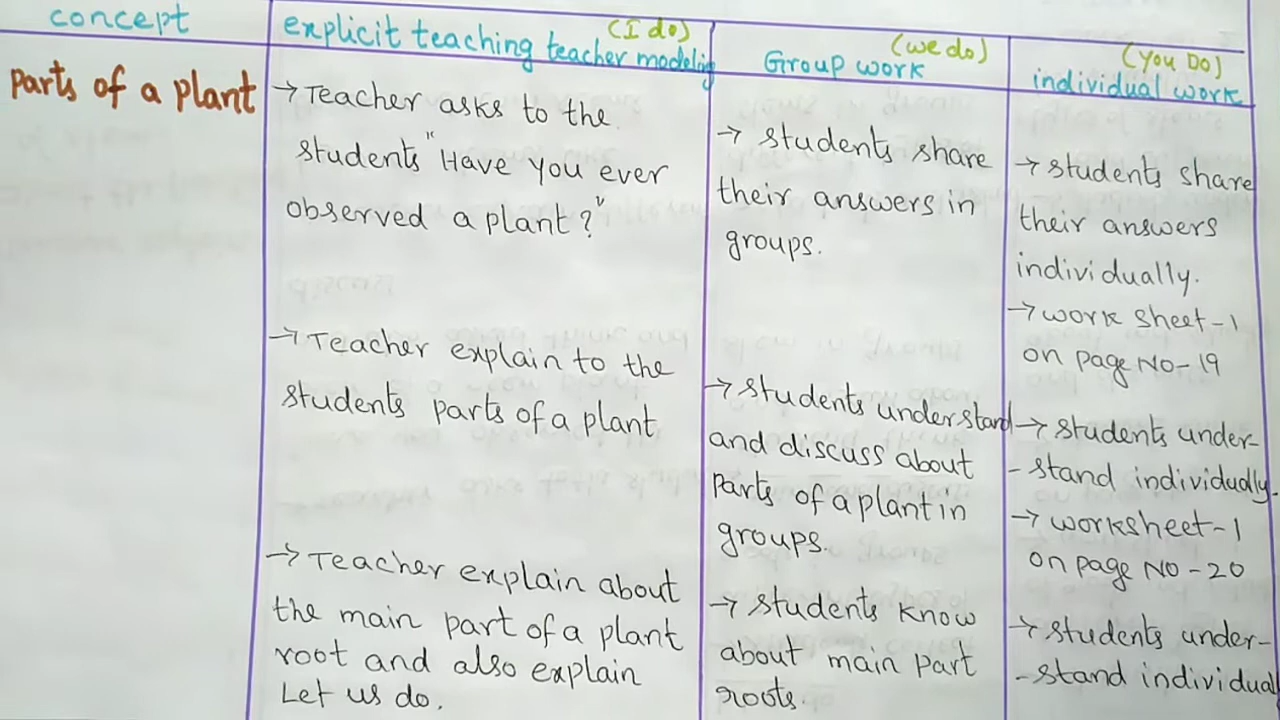 concept
parts of a plant
(I do)
explicit teaching teacher modeling
→ Teacher asks to the
students "Have you ever
observed a plant?"
→ Teacher explain to the
students parts of a plant
→ Teacher explain about
the main part of a plant
root and also explain
Let us do.
(we do)
Group work
→ students share
their answers in
groups.
→ students understand
and discuss about
parts of a plant in
groups.
→ students know
about main part
roots.
(You Do)
individual work
→ students share
their answers
individually.
→ work sheet-1
on page No-19
→ students under-
-stand individually.
→ worksheet-1
on page No-20
→ students under-
-stand individual